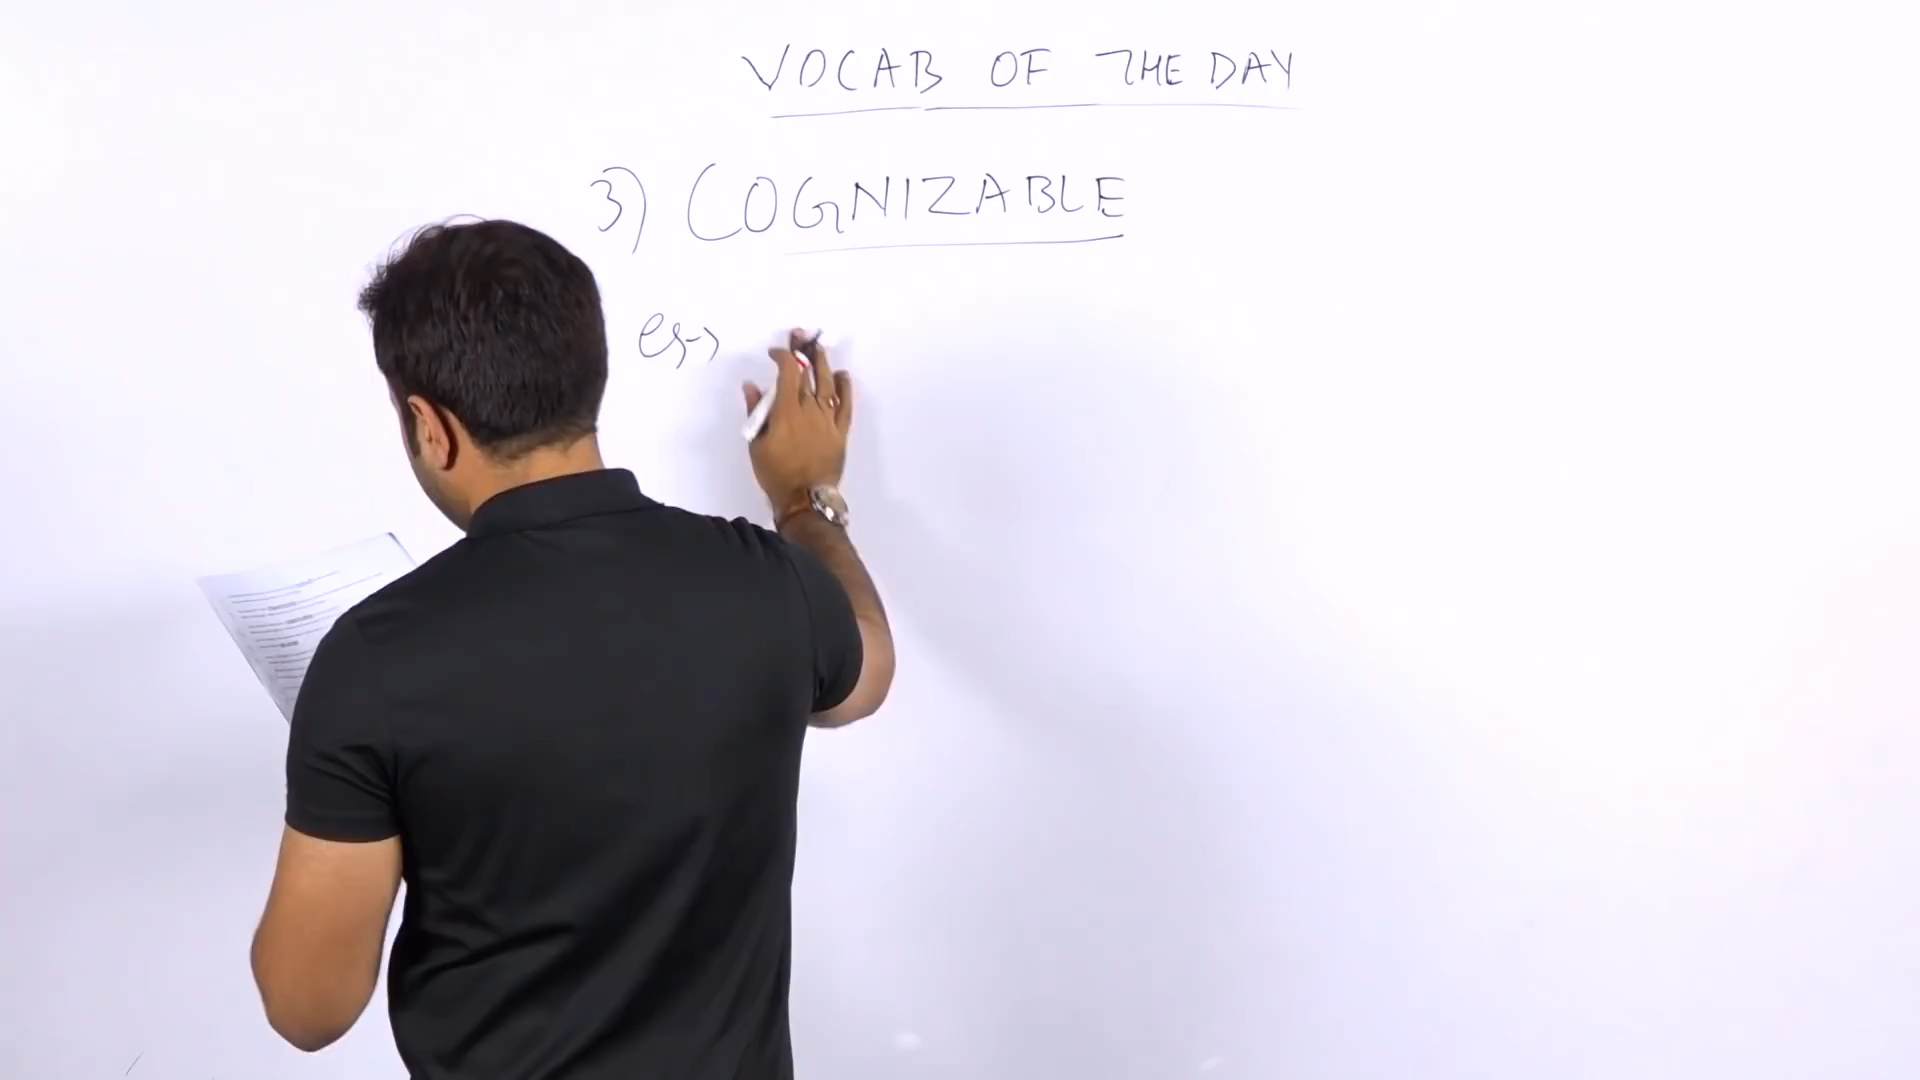 VOCAB OF THE DAY
3) COGNIZABLE
eg->